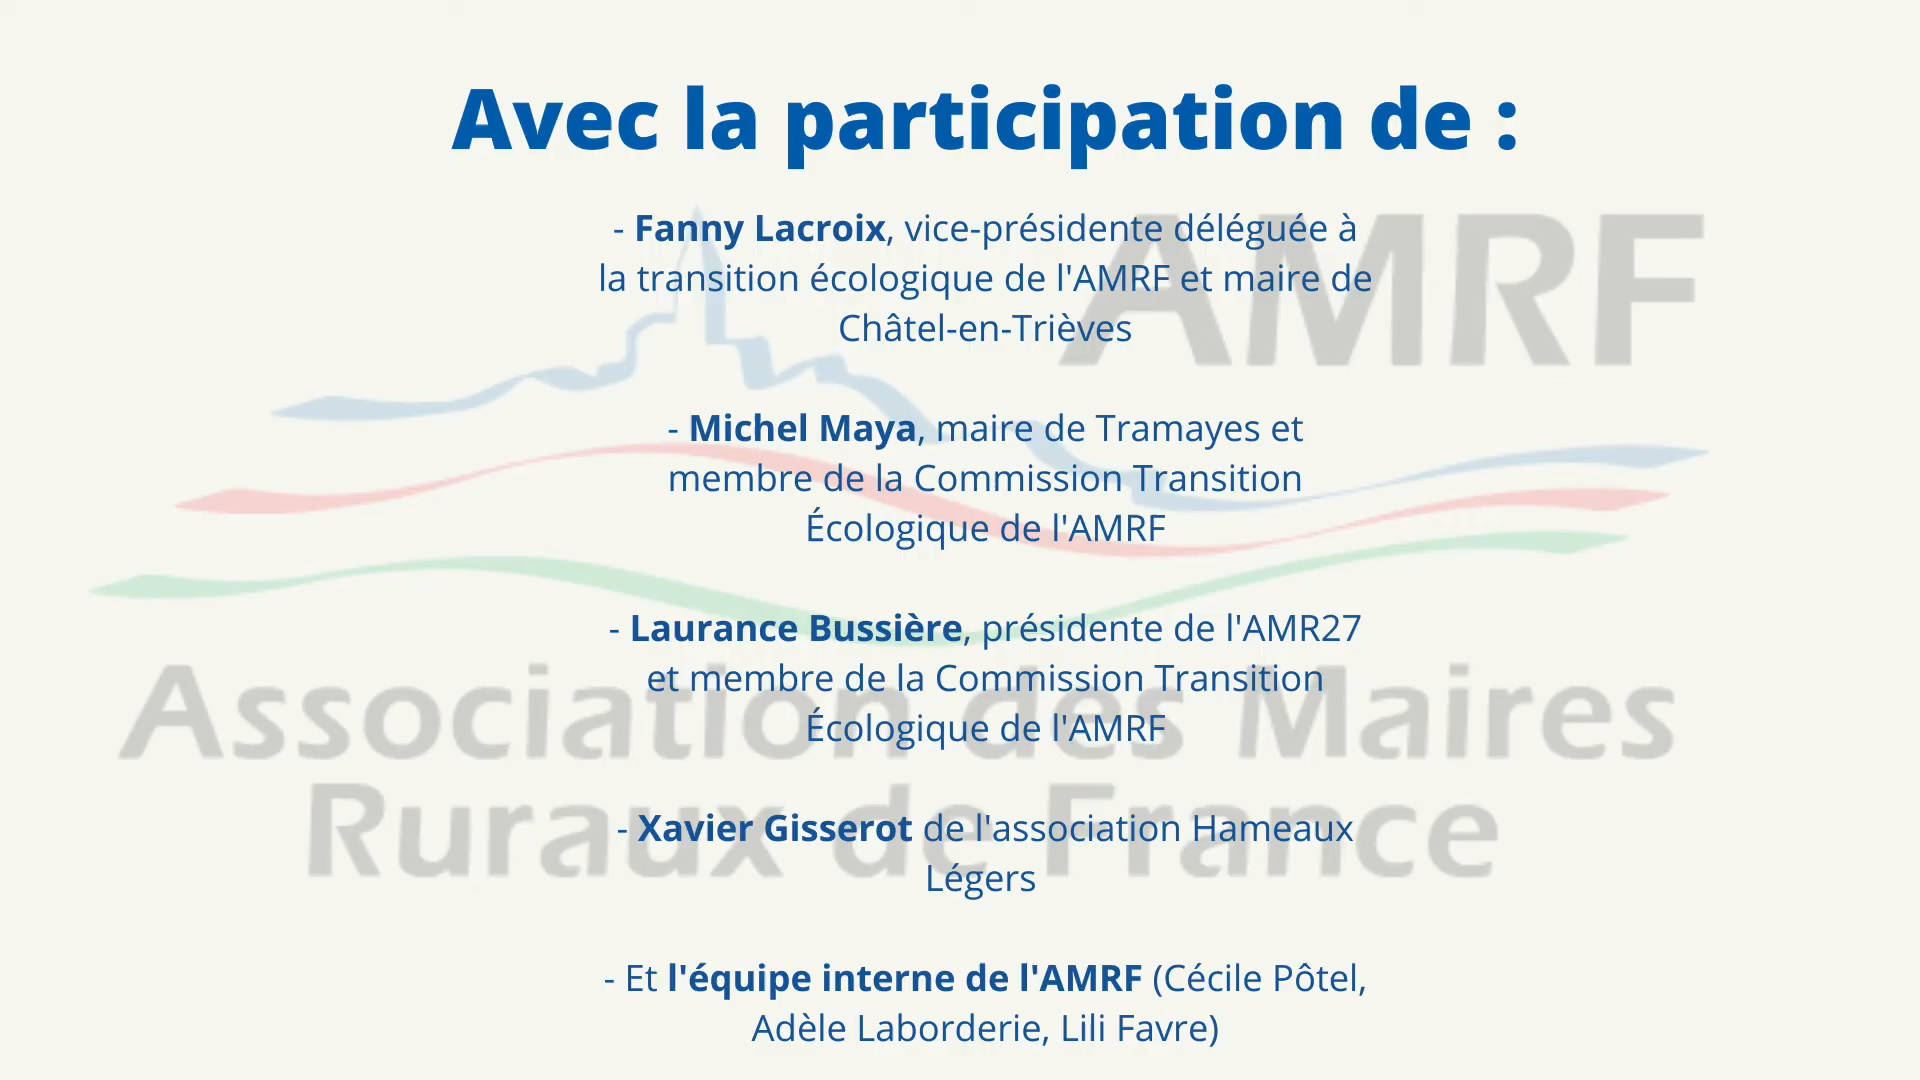 Avec la participation de :
- Fanny Lacroix, vice-présidente déléguée à
la transition écologique de l'AMRF et maire de
Châtel-en-Trièves
- Michel Maya, maire de Tramayes et
membre de la Commission Transition
Écologique de l'AMRF
- Laurance Bussière, présidente de l'AMR27
et membre de la Commission Transition
Écologique de l'AMRF
- Xavier Gisserot de l'association Hameaux
Légers
- Et l'équipe interne de l'AMRF (Cécile Pôtel,
Adèle Laborderie, Lili Favre)
AMRF
Association des Maires
Ruraux de France